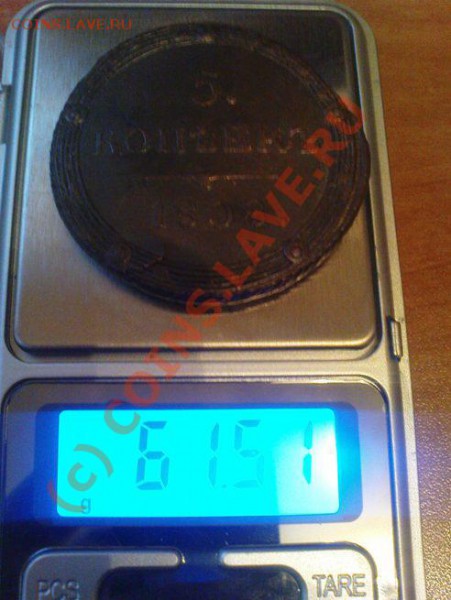 COINS.LAVE.RU
5.
КОПѢЕКЪ
(c) COINS.LAVE.RU
61.51
g
PCS
TARE